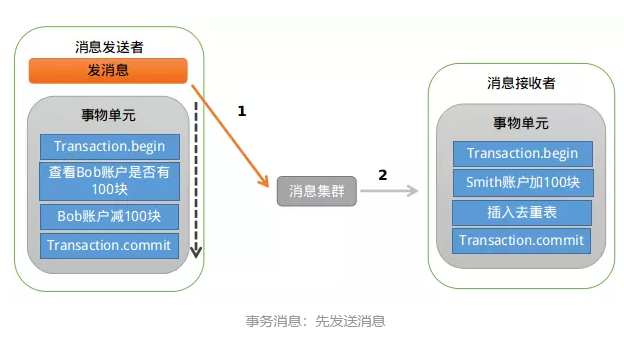 消息发送者
发消息
事物单元
Transaction.begin
查看Bob账户是否有
100块
Bob账户减100块
Transaction.commit
1
消息集群
2
消息接收者
事物单元
Transaction.begin
Smith账户加100块
插入去重表
Transaction.commit
事务消息：先发送消息